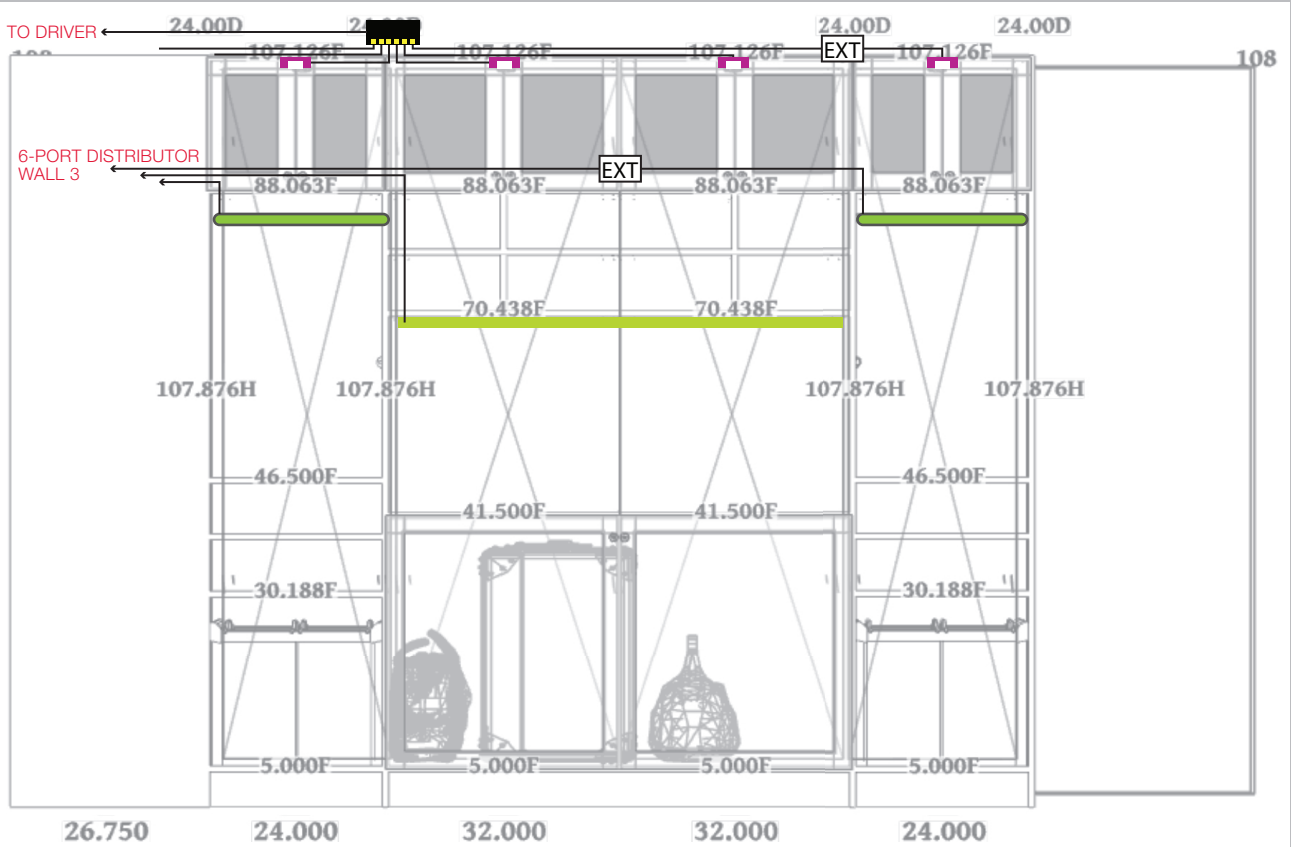 24.00D 24.00D 24.00D 24.00D
TO DRIVER
EXT
107.126F 107.126F 107.126F 107.126F
108 108
6-PORT DISTRIBUTOR
WALL 3
EXT
88.063F 88.063F 88.063F 88.063F
70.438F 70.438F
107.876H 107.876H 107.876H 107.876H
46.500F 46.500F
41.500F 41.500F
30.188F 30.188F
5.000F 5.000F 5.000F 5.000F
26.750 24.000 32.000 32.000 24.000